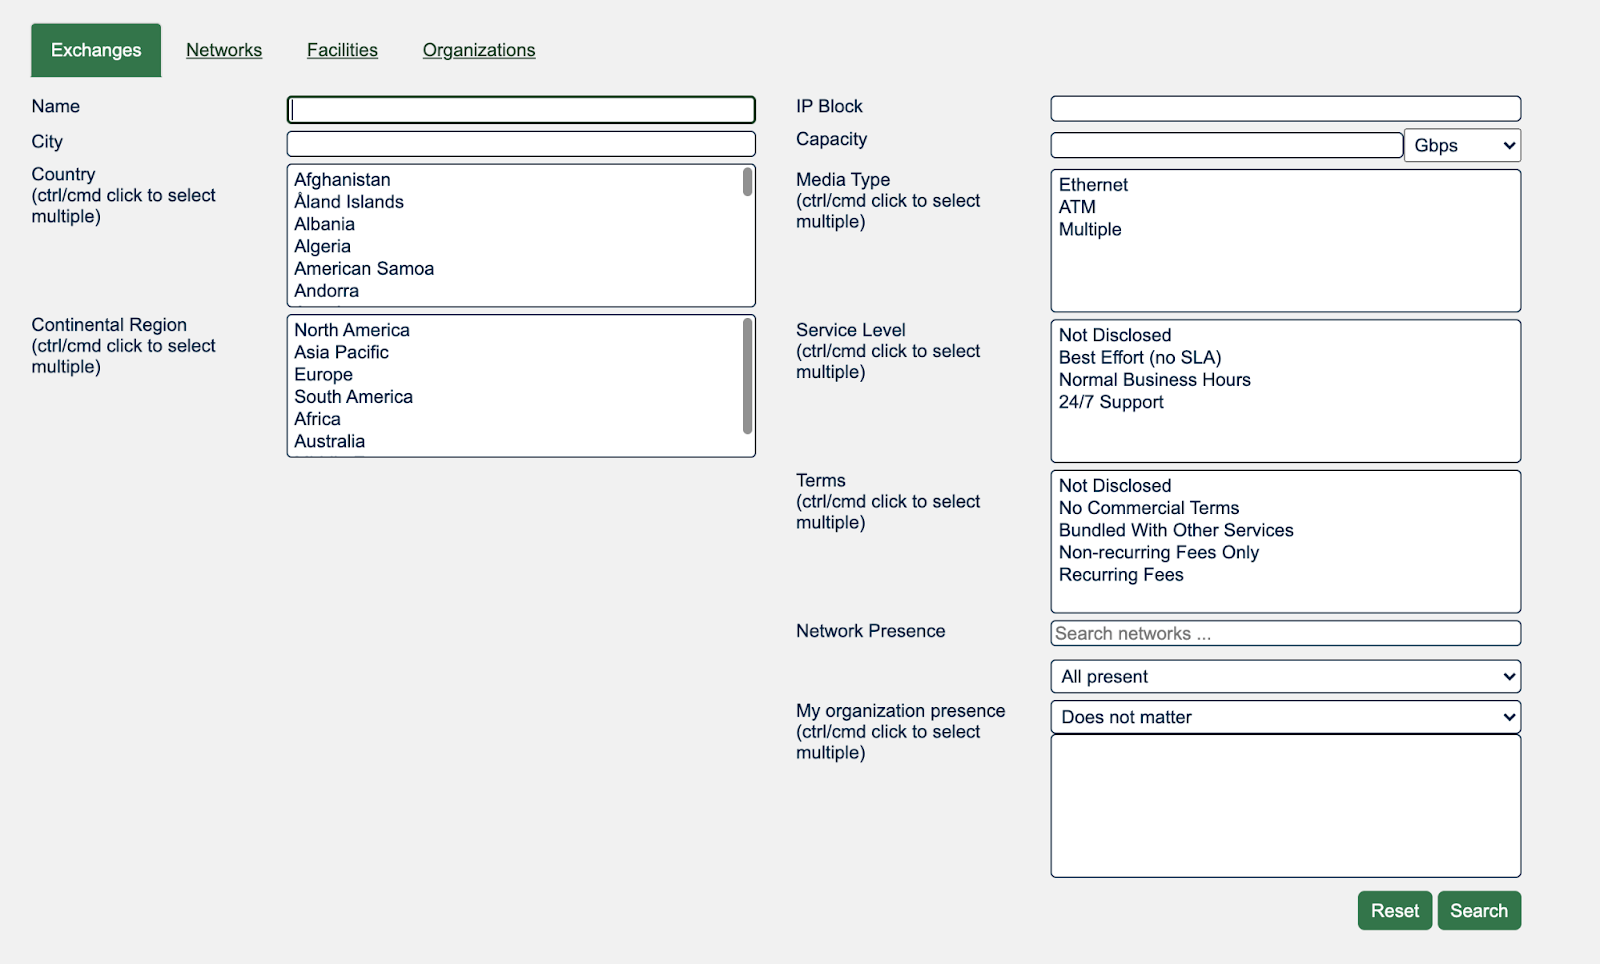 Exchanges Networks Facilities Organizations
Name
City
Country
(ctrl/cmd click to select
multiple)
Afghanistan
Åland Islands
Albania
Algeria
American Samoa
Andorra
Continental Region
(ctrl/cmd click to select
multiple)
North America
Asia Pacific
Europe
South America
Africa
Australia
IP Block
Capacity
Gbps
Media Type
(ctrl/cmd click to select
multiple)
Ethernet
ATM
Multiple
Service Level
(ctrl/cmd click to select
multiple)
Not Disclosed
Best Effort (no SLA)
Normal Business Hours
24/7 Support
Terms
(ctrl/cmd click to select
multiple)
Not Disclosed
No Commercial Terms
Bundled With Other Services
Non-recurring Fees Only
Recurring Fees
Network Presence
Search networks ...
All present
My organization presence
(ctrl/cmd click to select
multiple)
Does not matter
Reset Search